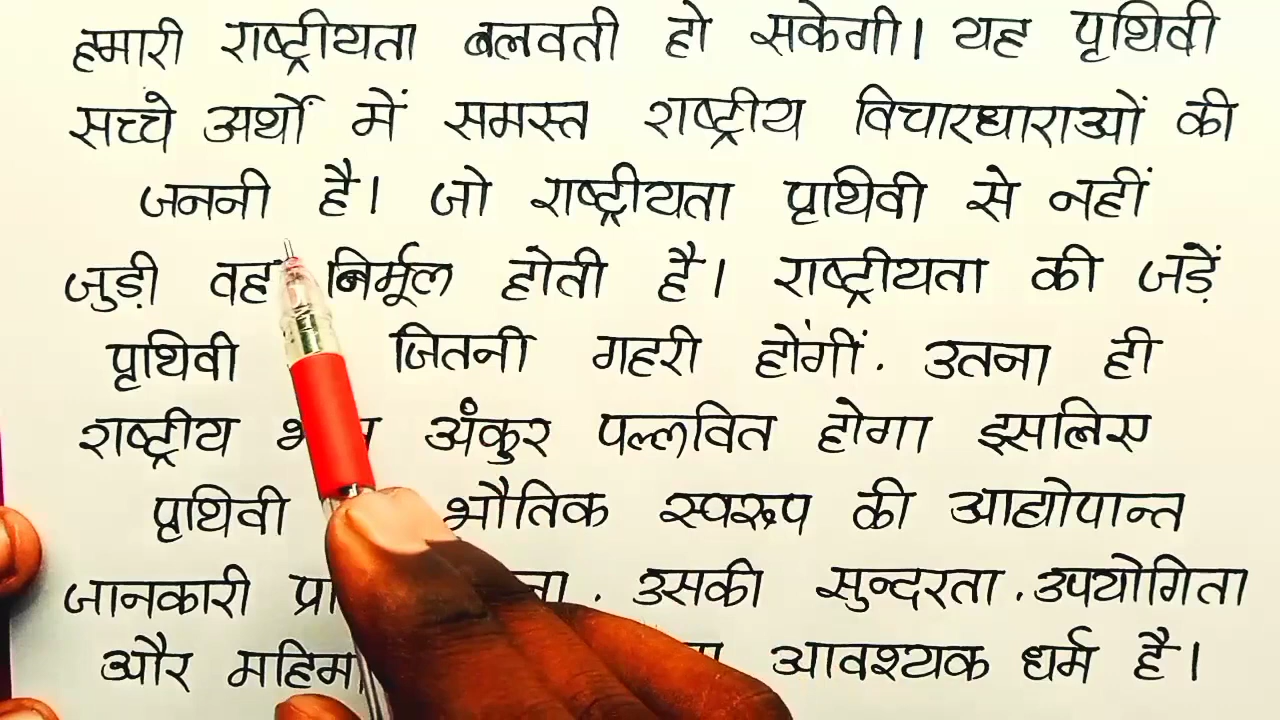 हमारी राष्ट्रीयता बलवती हो सकेगी। यह पृथिवी
सच्चे अर्थों में समस्त राष्ट्रीय विचारधाराओं की
जननी है। जो राष्ट्रीयता पृथिवी से नहीं
जुड़ी वह निर्मूल होती है। राष्ट्रीयता की जड़ें
पृथिवी जितनी गहरी होंगीं. उतना ही
राष्ट्रीय अंकुर पल्लवित होगा इसलिए
पृथिवी भौतिक स्वरूप की आद्योपान्त
जानकारी . उसकी सुन्दरता . उपयोगिता
और आवश्यक धर्म है।